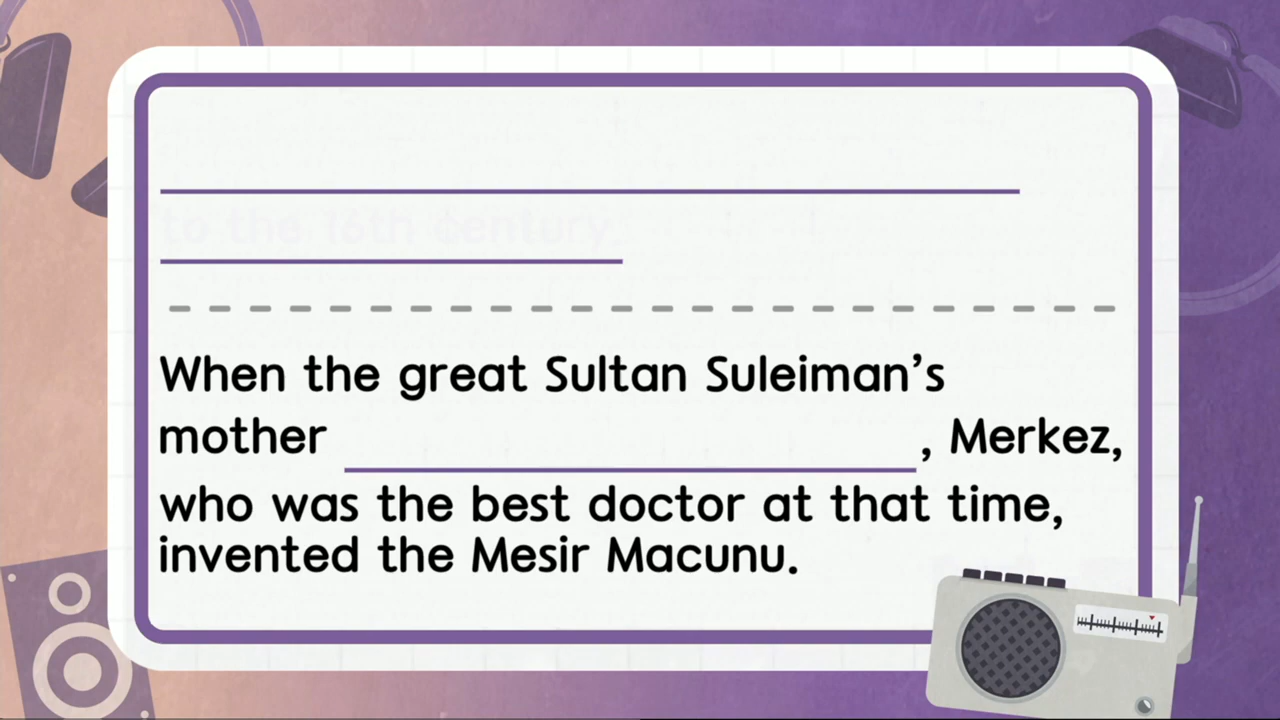 to the 16th century.
When the great Sultan Suleiman’s
mother , Merkez,
who was the best doctor at that time,
invented the Mesir Macunu.